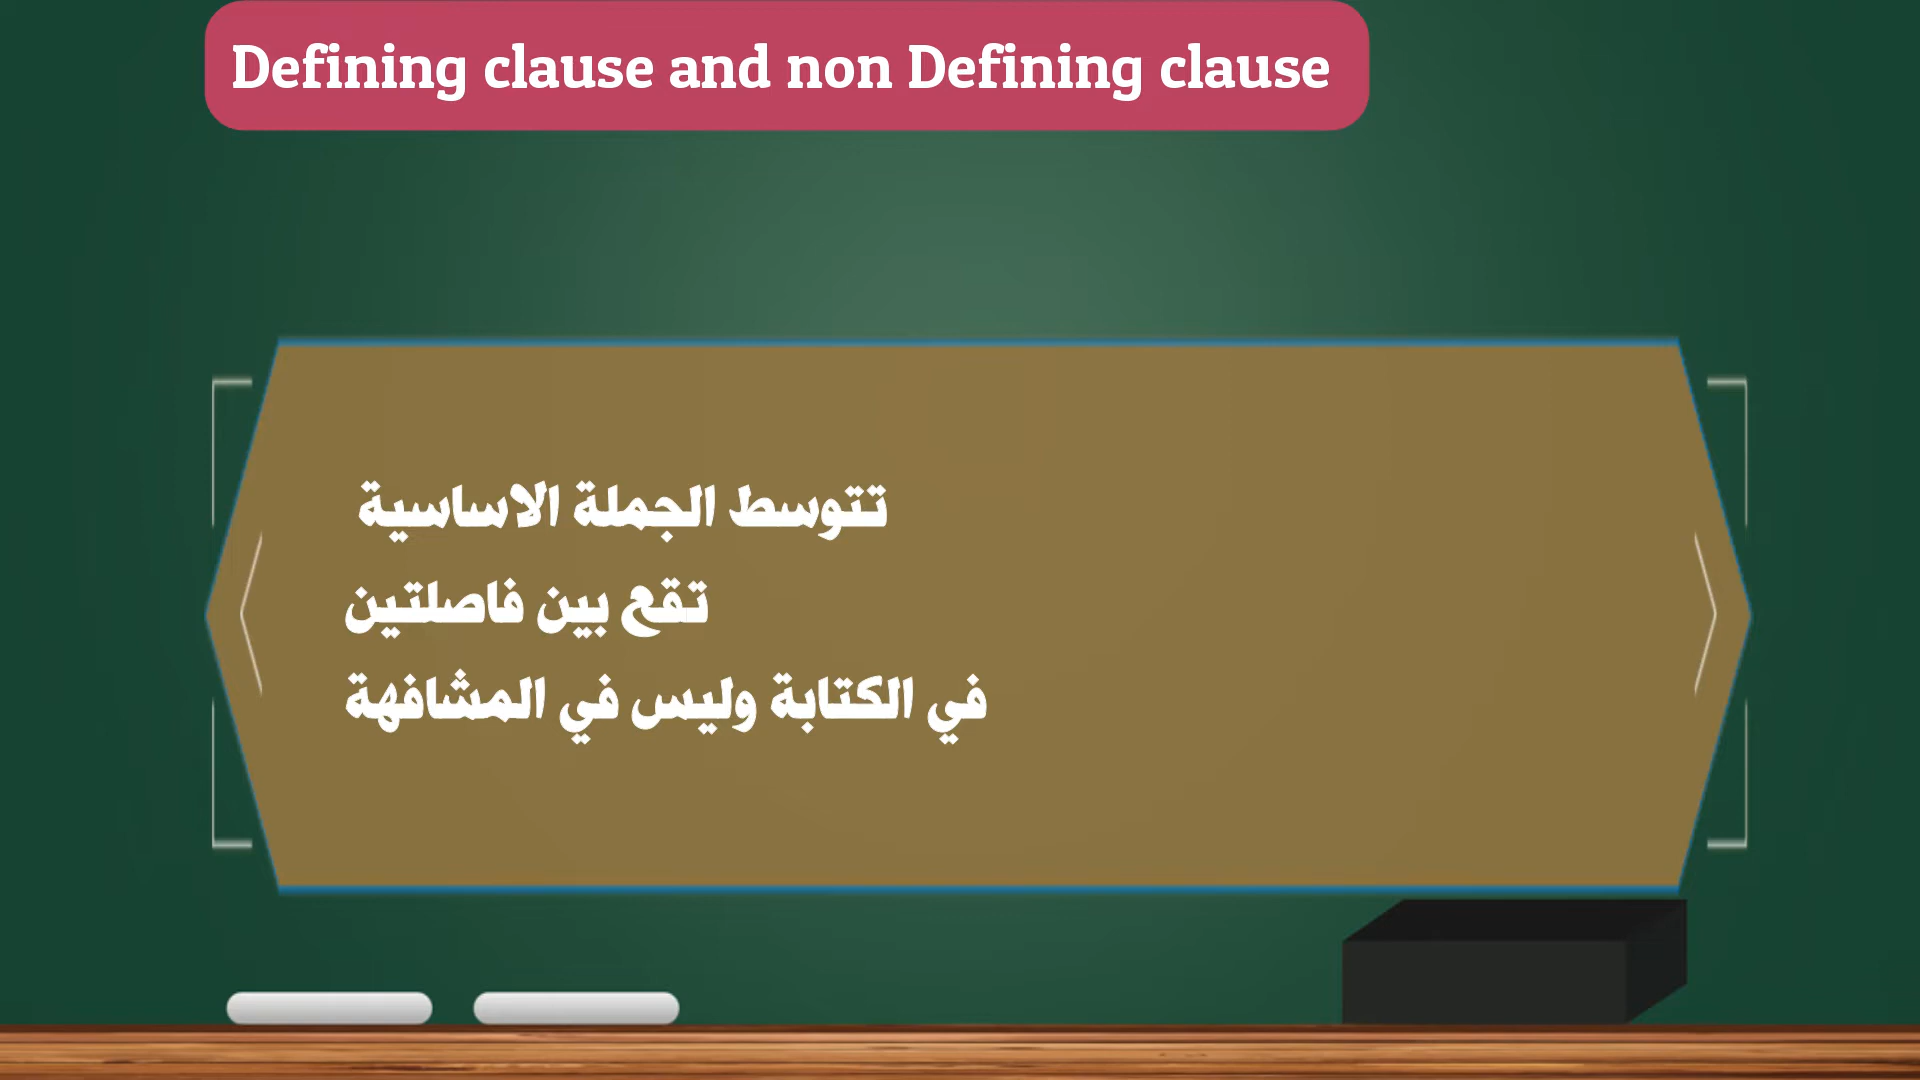 Defining clause and non Defining clause
تتوسط الجملة الاساسية
تقع بين فاصلتين
في الكتابة وليس في المشافهة